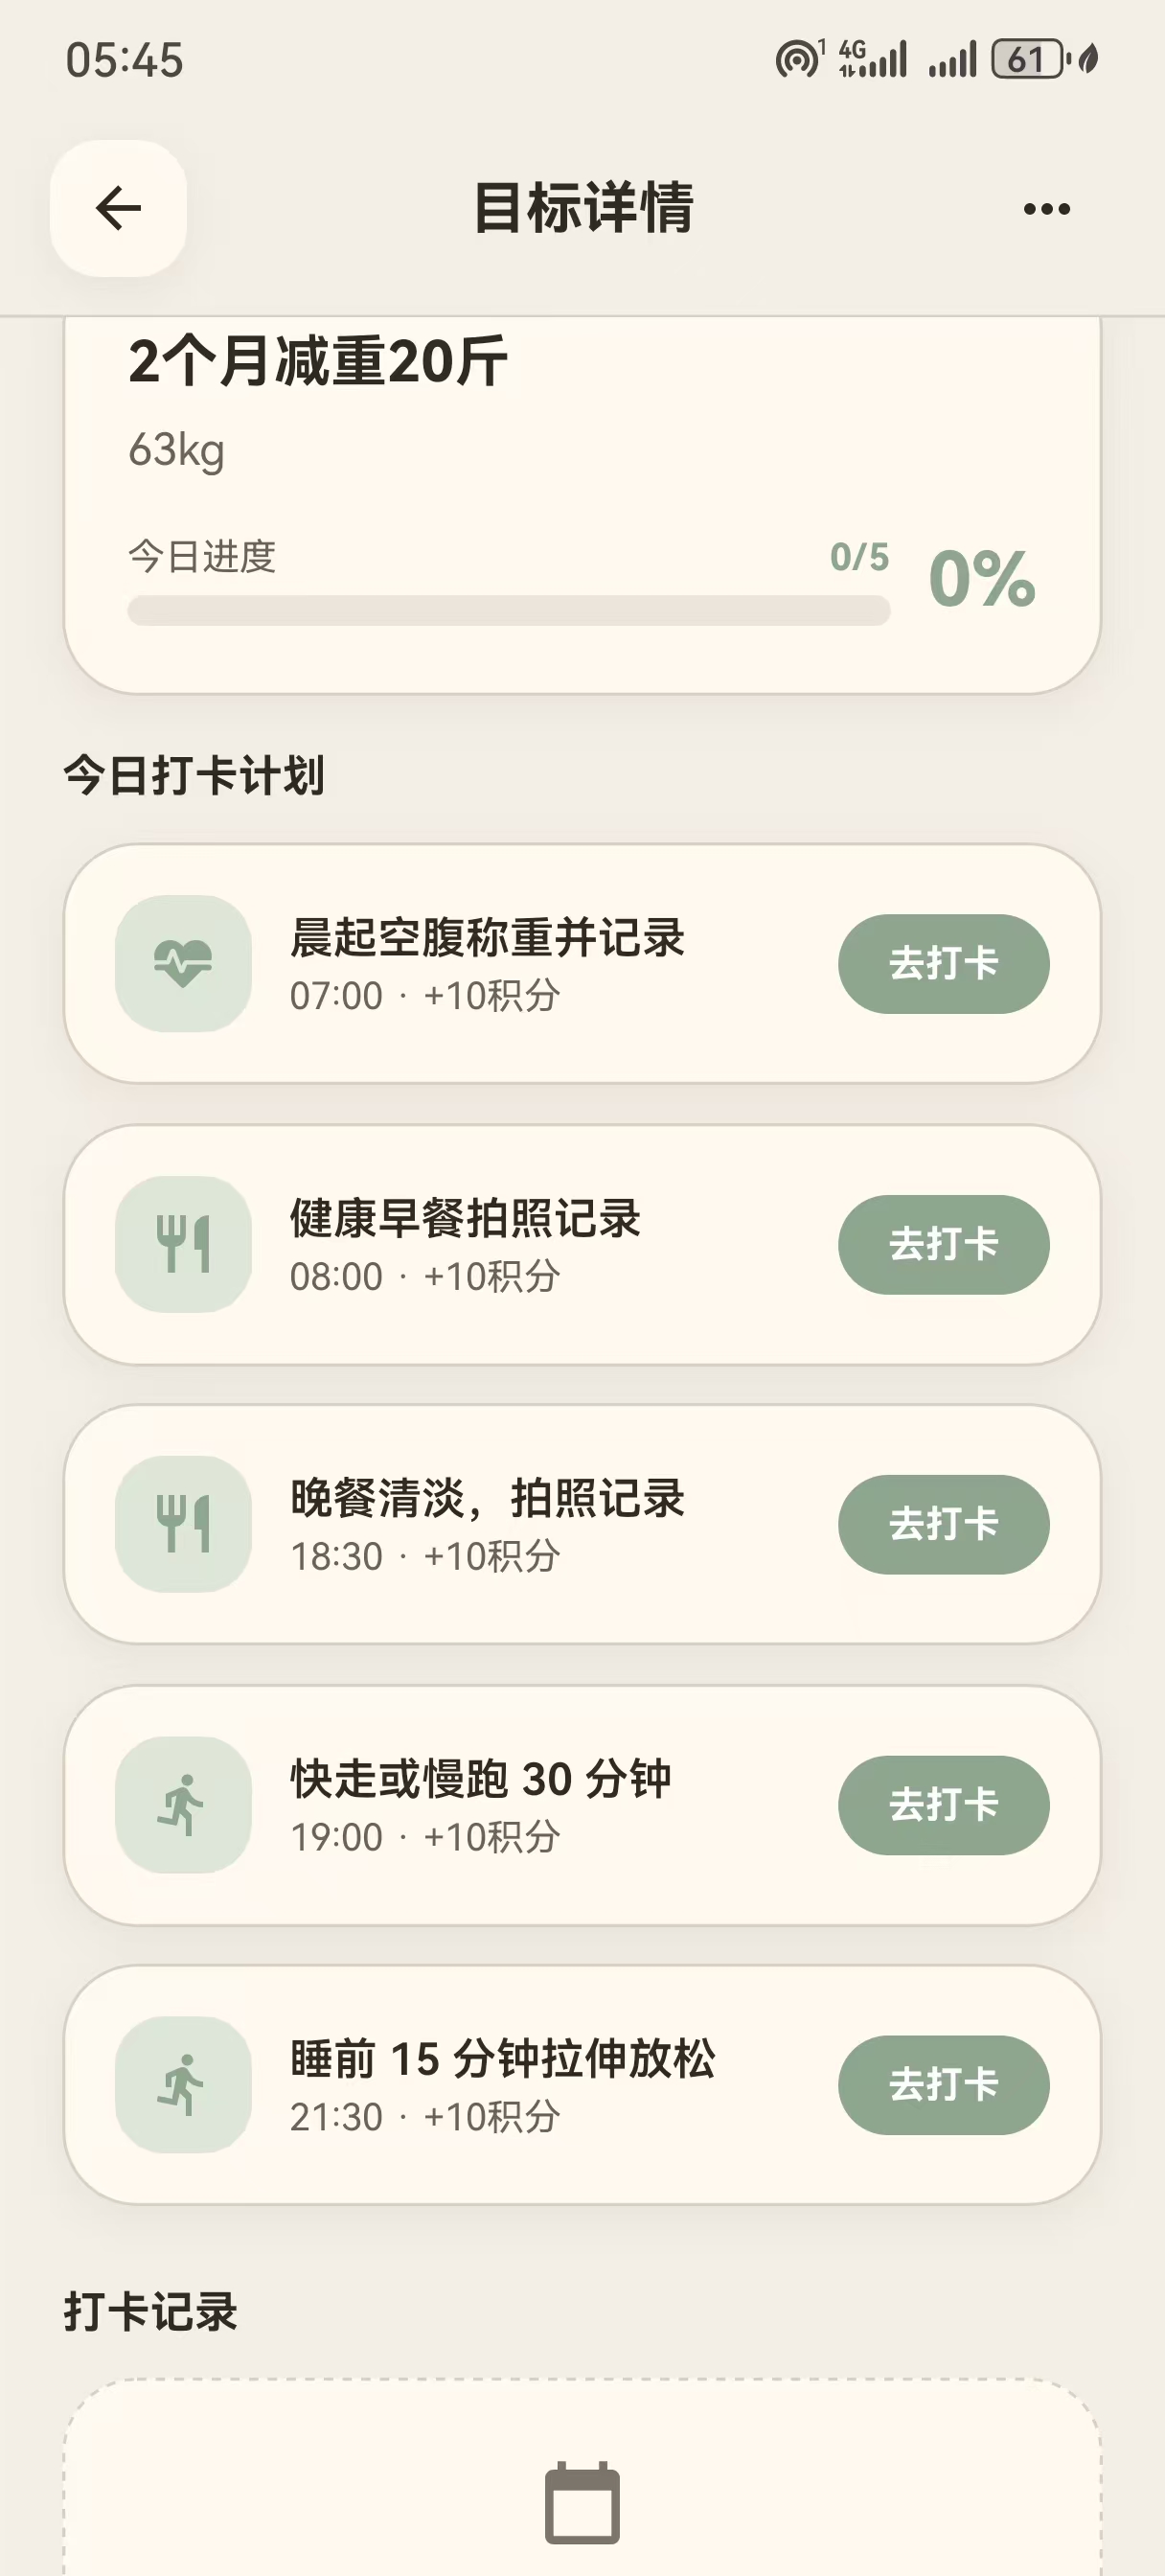 05:45
1 4G 61
目标详情
2个月减重20斤
63kg
今日进度 0/5 0%
今日打卡计划
晨起空腹称重并记录
07:00 · +10积分
去打卡
健康早餐拍照记录
08:00 · +10积分
去打卡
晚餐清淡，拍照记录
18:30 · +10积分
去打卡
快走或慢跑 30 分钟
19:00 · +10积分
去打卡
睡前 15 分钟拉伸放松
21:30 · +10积分
去打卡
打卡记录